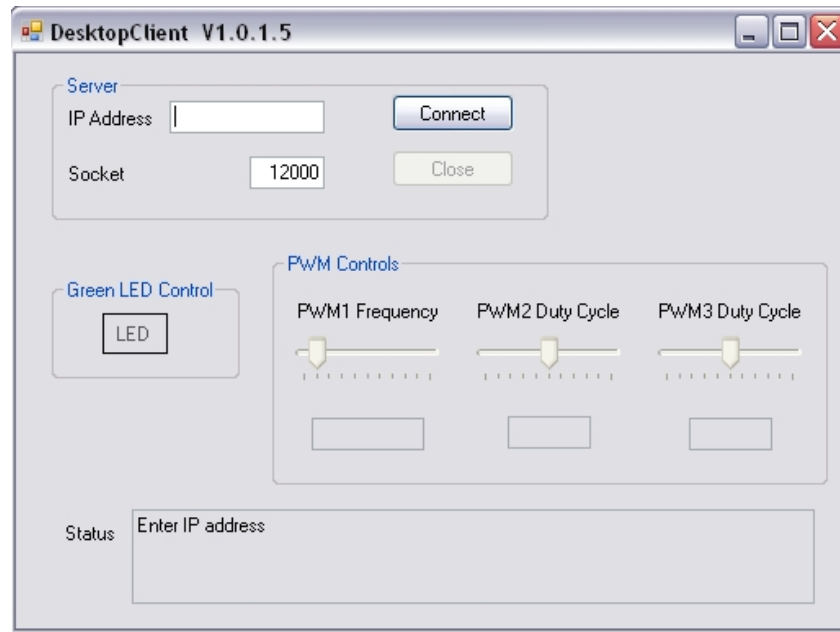 DesktopClient V1.0.1.5
Server
IP Address
Connect
Socket
12000
Close
Green LED Control
LED
PWM Controls
PWM1 Frequency
PWM2 Duty Cycle
PWM3 Duty Cycle
Status
Enter IP address